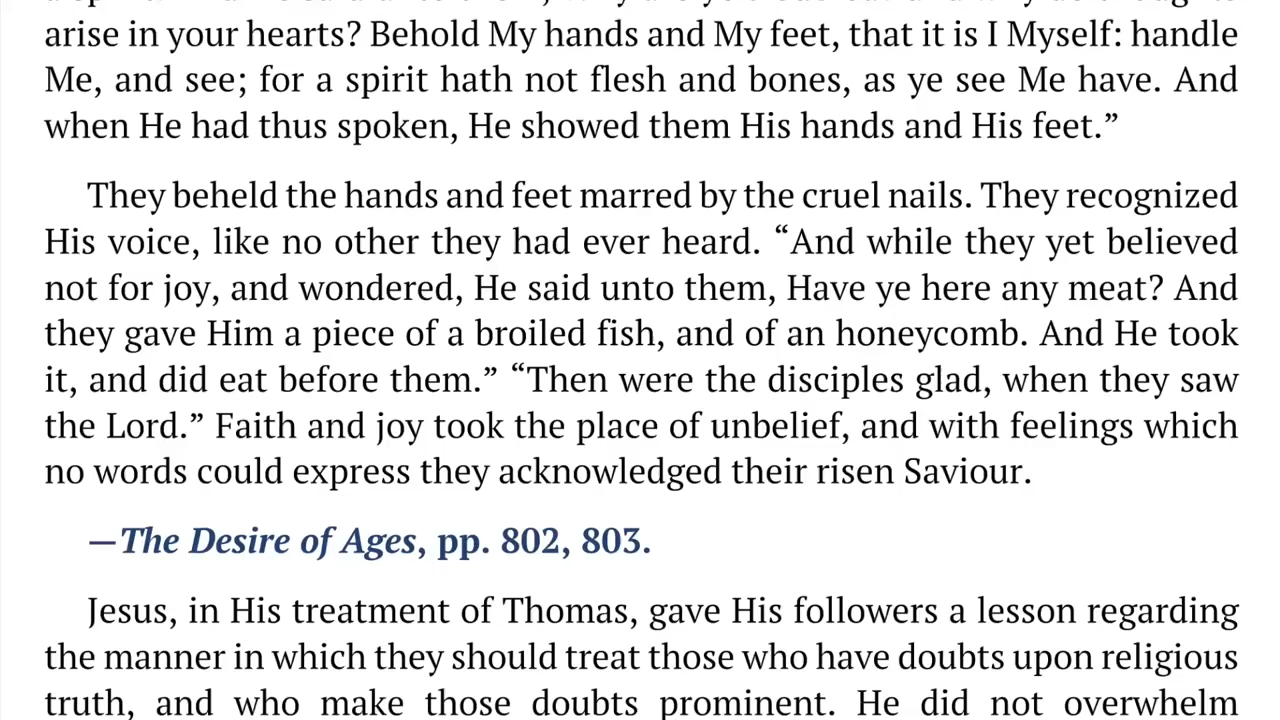 arise in your hearts? Behold My hands and My feet, that it is I Myself: handle
Me, and see; for a spirit hath not flesh and bones, as ye see Me have. And
when He had thus spoken, He showed them His hands and His feet.”
They beheld the hands and feet marred by the cruel nails. They recognized
His voice, like no other they had ever heard. “And while they yet believed
not for joy, and wondered, He said unto them, Have ye here any meat? And
they gave Him a piece of a broiled fish, and of an honeycomb. And He took
it, and did eat before them.” “Then were the disciples glad, when they saw
the Lord.” Faith and joy took the place of unbelief, and with feelings which
no words could express they acknowledged their risen Saviour.
—The Desire of Ages, pp. 802, 803.
Jesus, in His treatment of Thomas, gave His followers a lesson regarding
the manner in which they should treat those who have doubts upon religious
truth, and who make those doubts prominent. He did not overwhelm